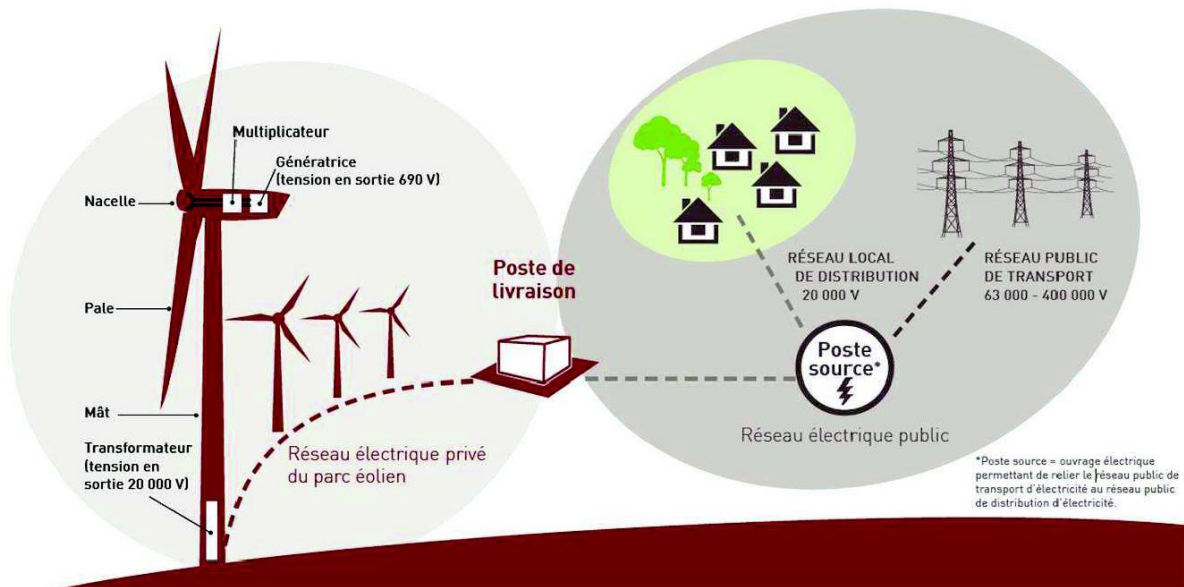 Multiplicateur
Génératrice
(tension en sortie 690 V)
Nacelle
Pale
Mât
Transformateur
(tension en
sortie 20 000 V)
Réseau électrique privé
du parc éolien
Poste de
livraison
RÉSEAU LOCAL
DE DISTRIBUTION
20 000 V
RÉSEAU PUBLIC
DE TRANSPORT
63 000 - 400 000 V
Poste
source*
Réseau électrique public
*Poste source = ouvrage électrique
permettant de relier le réseau public de
transport d'électricité au réseau public
de distribution d'électricité.